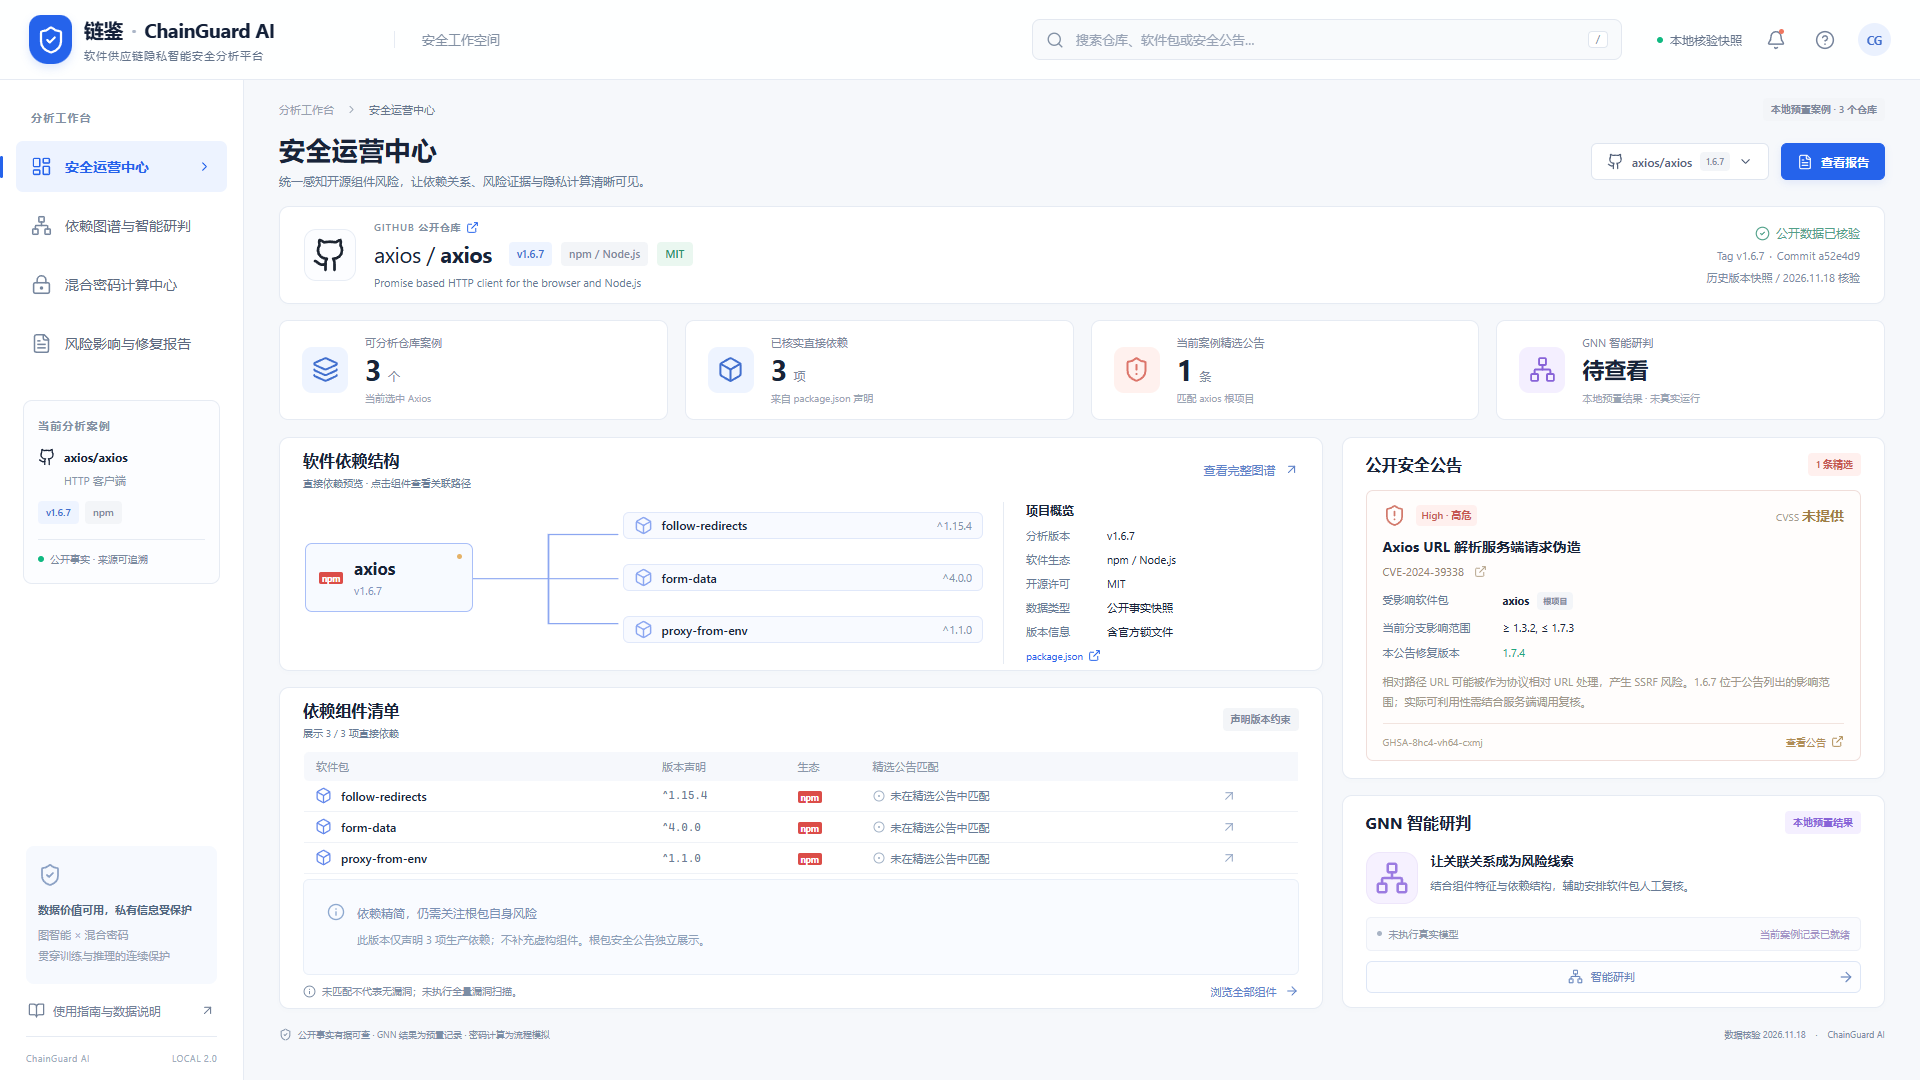 链鉴 · ChainGuard AI
软件供应链隐私智能安全分析平台
安全工作空间
搜索仓库、软件包或安全公告...
/
本地核验快照
CG
分析工作台
安全运营中心
依赖图谱与智能研判
混合密码计算中心
风险影响与修复报告
当前分析案例
axios/axios
HTTP 客户端
v1.6.7
npm
公开事实 · 来源可追溯
数据价值可用，私有信息受保护
图智能 × 混合密码
贯穿训练与推理的连续保护
使用指南与数据说明
ChainGuard AI
LOCAL 2.0
分析工作台
安全运营中心
本地预置案例 · 3 个仓库
安全运营中心
统一感知开源组件风险，让依赖关系、风险证据与隐私计算清晰可见。
axios/axios
1.6.7
查看报告
GITHUB 公开仓库
axios / axios
v1.6.7
npm / Node.js
MIT
Promise based HTTP client for the browser and Node.js
公开数据已核验
Tag v1.6.7 · Commit a52e4d9
历史版本快照 / 2026.11.18 核验
可分析仓库案例
3 个
当前选中 Axios
已核实直接依赖
3 项
来自 package.json 声明
当前案例精选公告
1 条
匹配 axios 根项目
GNN 智能研判
待查看
本地预置结果 · 未真实运行
软件依赖结构
直接依赖预览 · 点击组件查看关联路径
查看完整图谱
npm
axios
v1.6.7
follow-redirects
^1.15.4
form-data
^4.0.0
proxy-from-env
^1.1.0
项目概览
分析版本 v1.6.7
软件生态 npm / Node.js
开源许可 MIT
数据类型 公开事实快照
版本信息 含官方锁文件
package.json
依赖组件清单
展示 3 / 3 项直接依赖
声明版本约束
软件包 版本声明 生态 精选公告匹配
follow-redirects ^1.15.4 npm 未在精选公告中匹配
form-data ^4.0.0 npm 未在精选公告中匹配
proxy-from-env ^1.1.0 npm 未在精选公告中匹配
依赖精简，仍需关注根包自身风险
此版本仅声明 3 项生产依赖；不补充虚构组件。根包安全公告独立展示。
未匹配不代表无漏洞；未执行全量漏洞扫描。
浏览全部组件
公开安全公告
1 条精选
High · 高危
CVSS 未提供
Axios URL 解析服务端请求伪造
CVE-2024-39338
受影响软件包 axios 根项目
当前分支影响范围 ≥ 1.3.2, ≤ 1.7.3
本公告修复版本 1.7.4
相对路径 URL 可能被作为协议相对 URL 处理，产生 SSRF 风险。1.6.7 位于公告列出的影响范
围；实际可利用性需结合服务端调用复核。
GHSA-8hc4-vh64-cxmj
查看公告
GNN 智能研判
本地预置结果
让关联关系成为风险线索
结合组件特征与依赖结构，辅助安排软件包人工复核。
未执行真实模型
当前案例记录已就绪
智能研判
公开事实有据可查 · GNN 结果为预置记录 · 密码计算为流程模拟
数据核验 2026.11.18 · ChainGuard AI